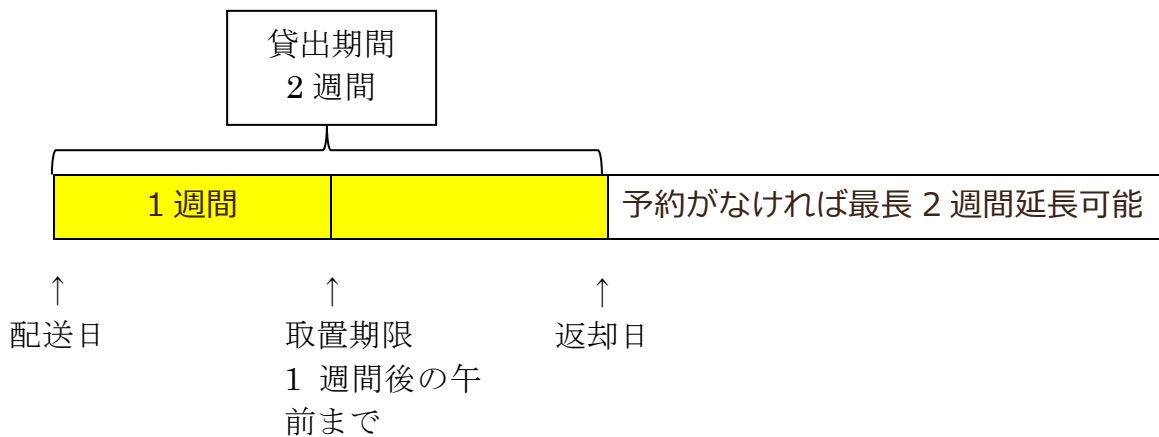 貸出期間
2 週間
1 週間
予約がなければ最長 2 週間延長可能
↑ ↑ ↑
配送日 取置期限 返却日
1 週間後の午
前まで